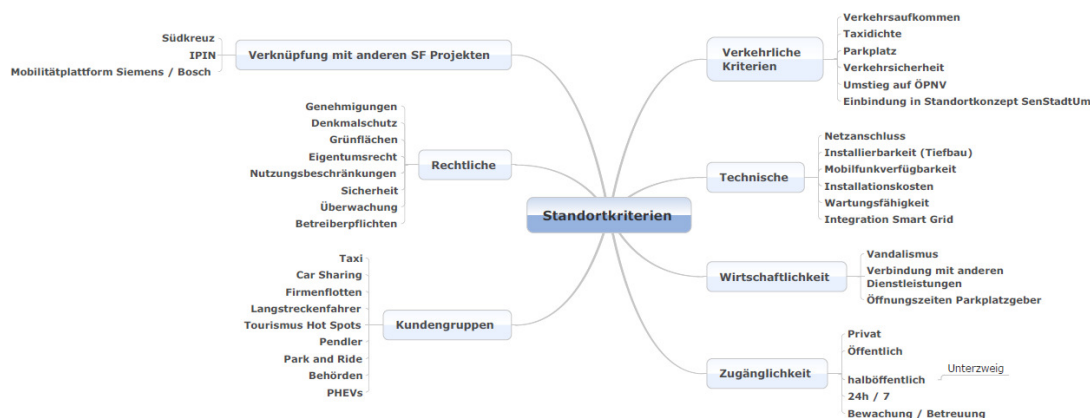 Standortkriterien
Verknüpfung mit anderen SF Projekten
Südkreuz
IPIN
Mobilitätplattform Siemens / Bosch
Rechtliche
Genehmigungen
Denkmalschutz
Grünflächen
Eigentumsrecht
Nutzungsbeschränkungen
Sicherheit
Überwachung
Betreiberpflichten
Kundengruppen
Taxi
Car Sharing
Firmenflotten
Langstreckenfahrer
Tourismus Hot Spots
Pendler
Park and Ride
Behörden
PHEVs
Verkehrliche
Kriterien
Verkehrsaufkommen
Taxidichte
Parkplatz
Verkehrsicherheit
Umstieg auf ÖPNV
Einbindung in Standortkonzept SenStadtUm
Technische
Netzanschluss
Installierbarkeit (Tiefbau)
Mobilfunkverfügbarkeit
Installationskosten
Wartungsfähigkeit
Integration Smart Grid
Wirtschaftlichkeit
Vandalismus
Verbindung mit anderen
Dienstleistungen
Öffnungszeiten Parkplatzgeber
Zugänglichkeit
Privat
Öffentlich
halböffentlich
Unterzweig
24h / 7
Bewachung / Betreuung